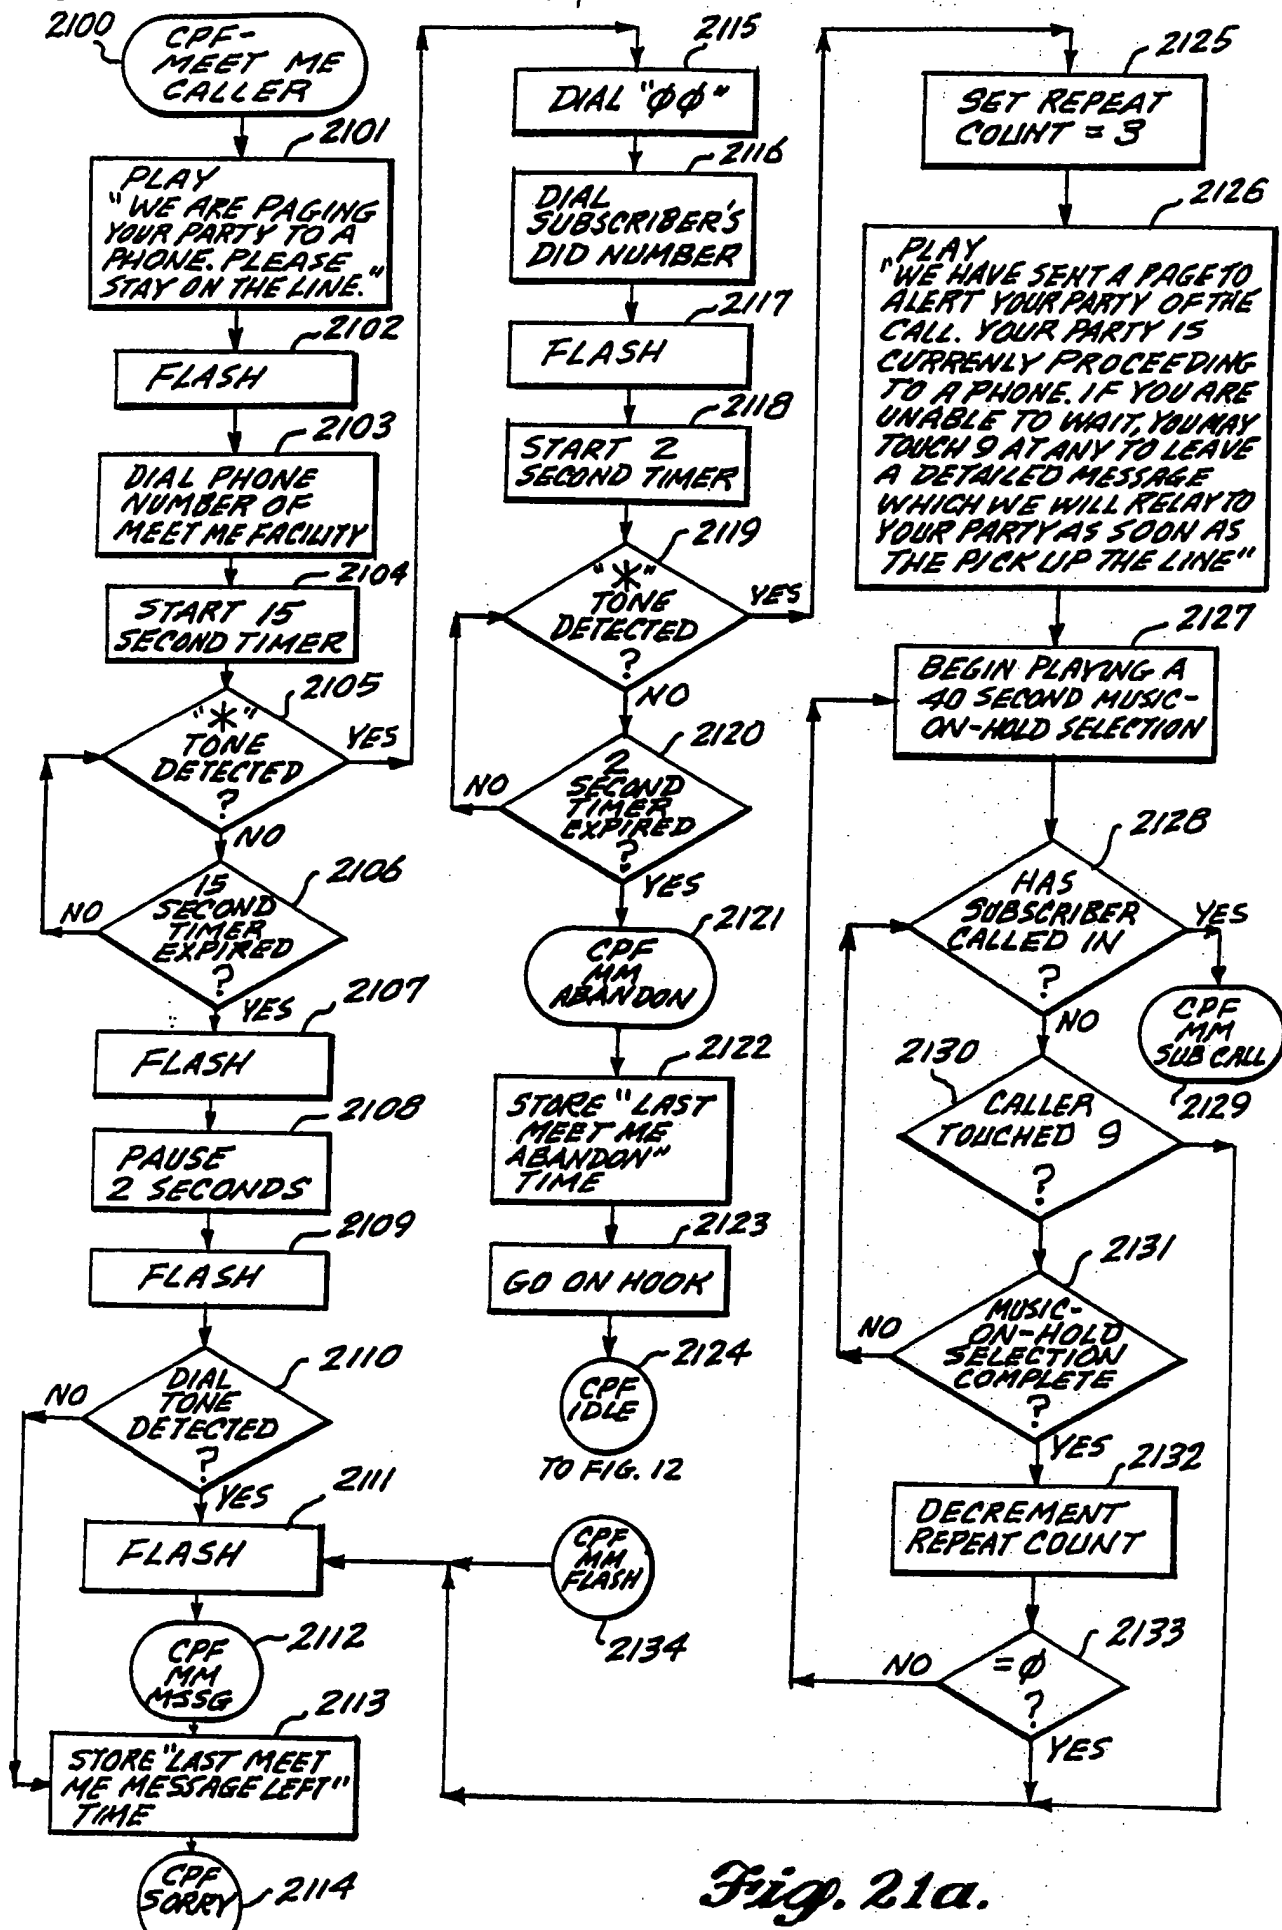 2100
CPF-
MEET ME
CALLER
2101
PLAY
"WE ARE PAGING
YOUR PARTY TO A
PHONE. PLEASE
STAY ON THE LINE."
2102
FLASH
2103
DIAL PHONE
NUMBER OF
MEET ME FACILITY
2104
START 15
SECOND TIMER
2105
"*"
TONE
DETECTED
?
YES
NO
2106
15
SECOND
TIMER
EXPIRED
?
NO
YES
2107
FLASH
2108
PAUSE
2 SECONDS
2109
FLASH
2110
DIAL
TONE
DETECTED
?
NO
YES
2111
FLASH
2112
CPF
MM
MSSG
2113
STORE "LAST MEET
ME MESSAGE LEFT"
TIME
2114
CPF
SORRY
2115
DIAL "ØØ"
2116
DIAL
SUBSCRIBER'S
DID NUMBER
2117
FLASH
2118
START 2
SECOND TIMER
2119
"*"
TONE
DETECTED
?
YES
NO
2120
2
SECOND
TIMER
EXPIRED
?
NO
YES
2121
CPF
MM
ABANDON
2122
STORE "LAST
MEET ME
ABANDON"
TIME
2123
GO ON HOOK
2124
CPF
IDLE
TO FIG. 12
CPF
MM
FLASH
2134
2125
SET REPEAT
COUNT = 3
2126
PLAY
"WE HAVE SENT A PAGE TO
ALERT YOUR PARTY OF THE
CALL. YOUR PARTY IS
CURRENLY PROCEEDING
TO A PHONE. IF YOU ARE
UNABLE TO WAIT, YOU MAY
TOUCH 9 AT ANY TO LEAVE
A DETAILED MESSAGE
WHICH WE WILL RELAY TO
YOUR PARTY AS SOON AS
THE PICK UP THE LINE"
2127
BEGIN PLAYING A
40 SECOND MUSIC-
ON-HOLD SELECTION
2128
HAS
SUBSCRIBER
CALLED IN
?
YES
NO
CPF
MM
SUB CALL
2129
2130
CALLER
TOUCHED 9
?
2131
MUSIC-
ON-HOLD
SELECTION
COMPLETE
?
NO
YES
2132
DECREMENT
REPEAT COUNT
2133
=Ø
?
NO
YES
Fig. 21a.